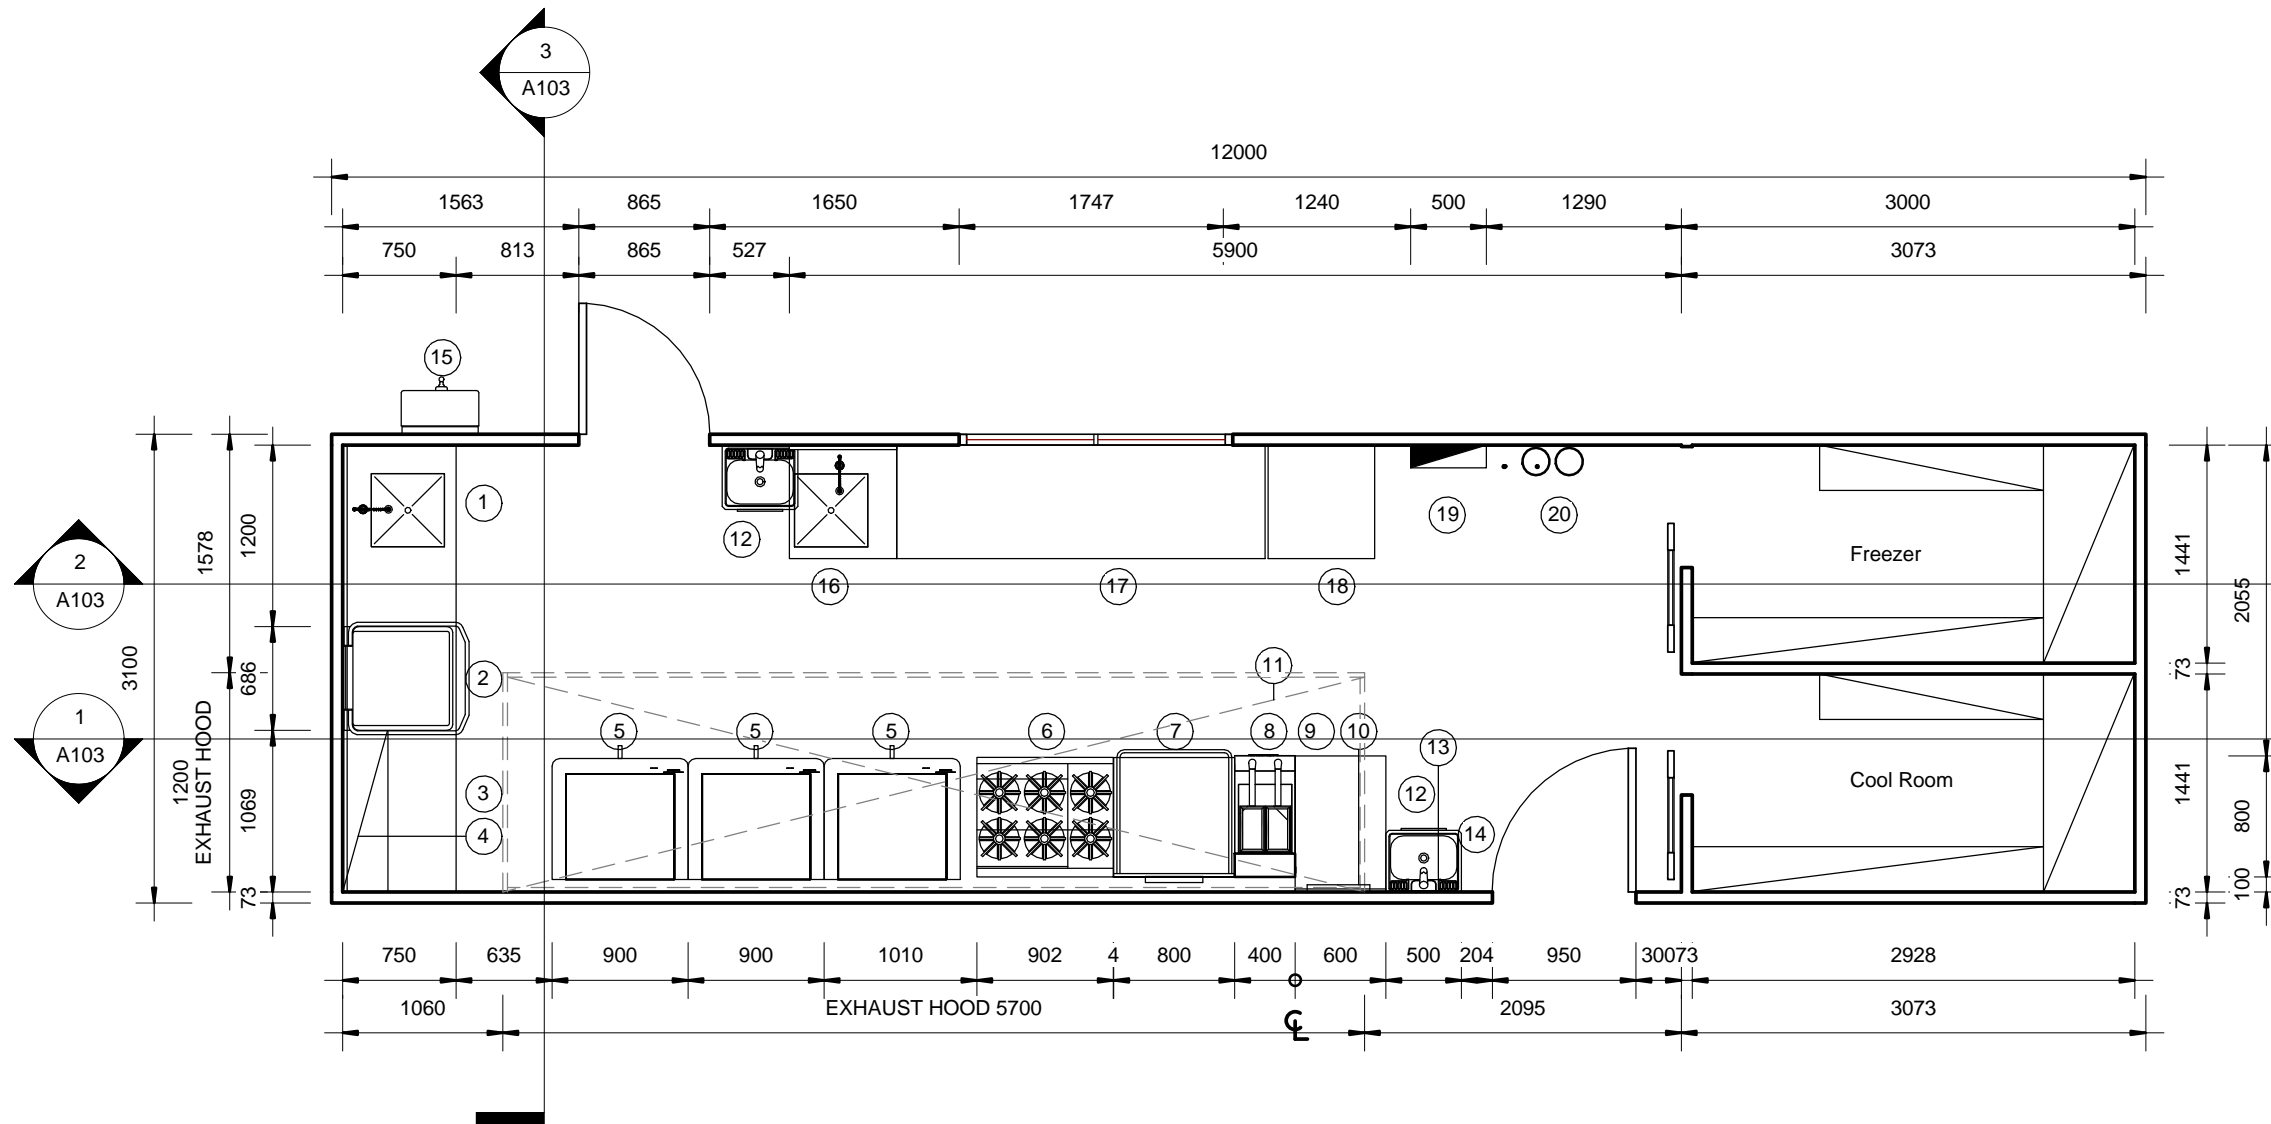 3
A103
12000
1563 865 1650 1747 1240 500 1290 3000
750 813 865 527 5900 3073
15
1 19 20
12
Freezer
2
A103
16 17 18
1578
1200
1441
2055
3100
686
73
11
2
1
A103
5 5 5 6 7 8 9 10
13
1200
EXHAUST HOOD
1069
3
12
Cool Room
1441
800
4
14
73
73
100
750 635 900 900 1010 902 4 800 400 600 500 204 950 300 73 2928
1060 EXHAUST HOOD 5700 2095 3073
CL